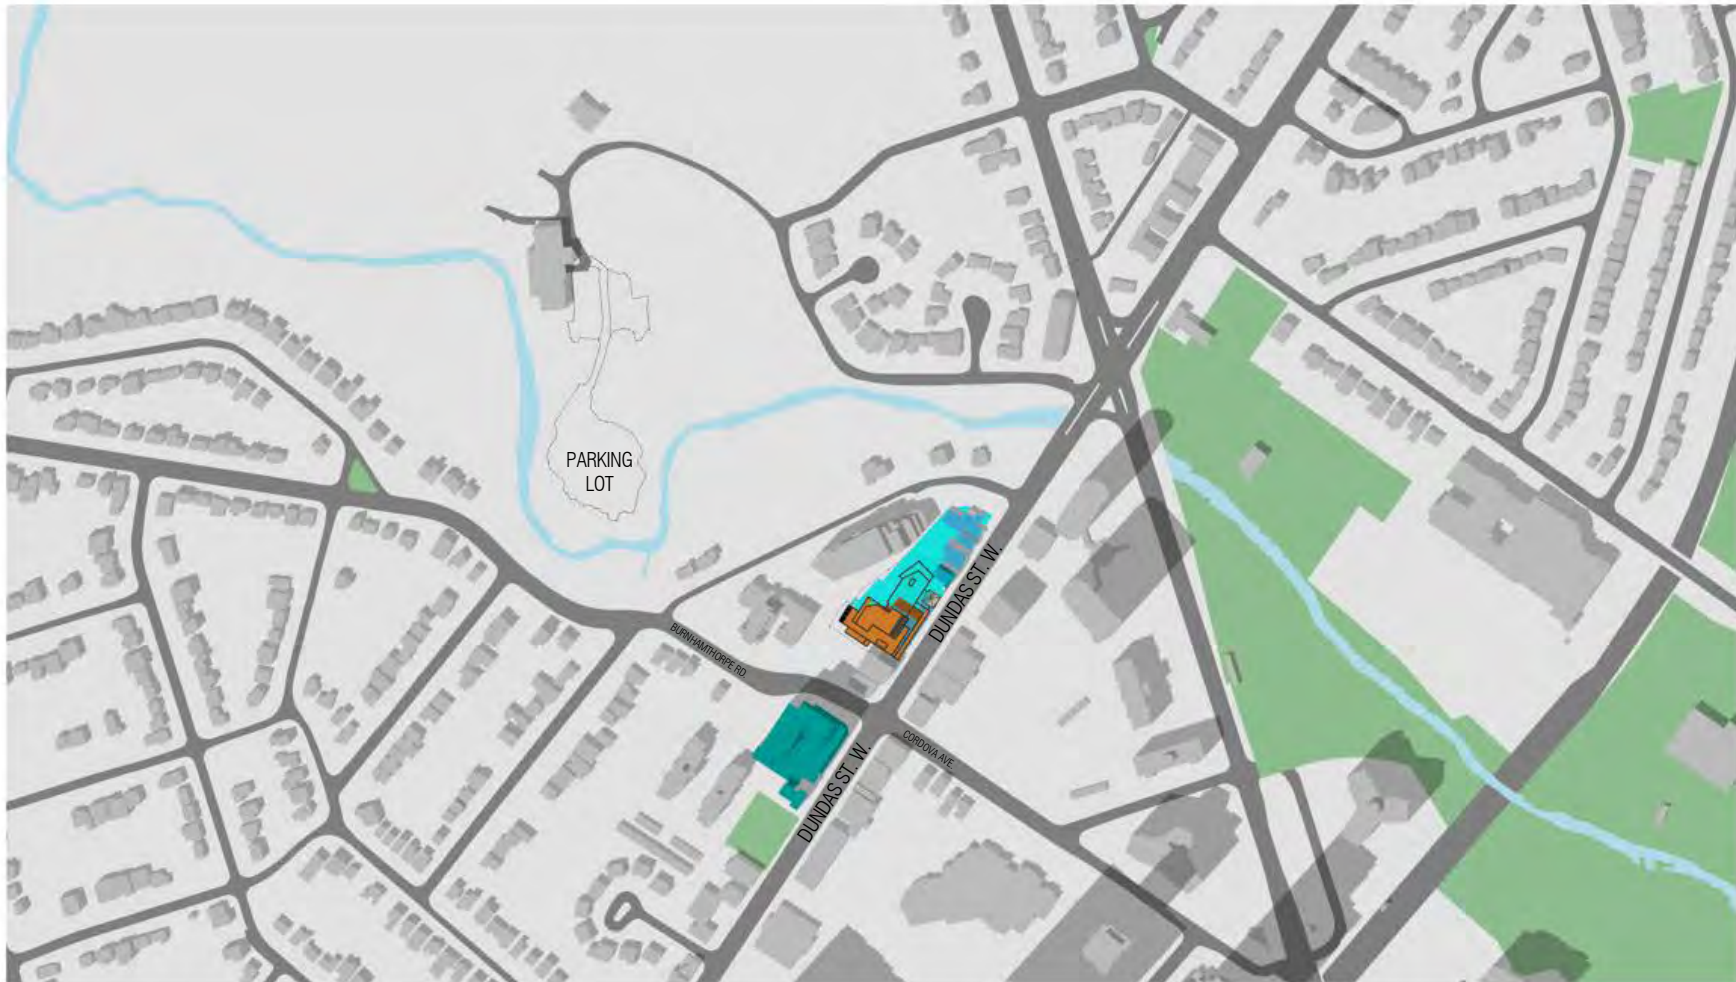 PARKING
LOT
DUNDAS ST. W.
BURNHAMTHORPE RD
CORDOVA AVE
DUNDAS ST. W.